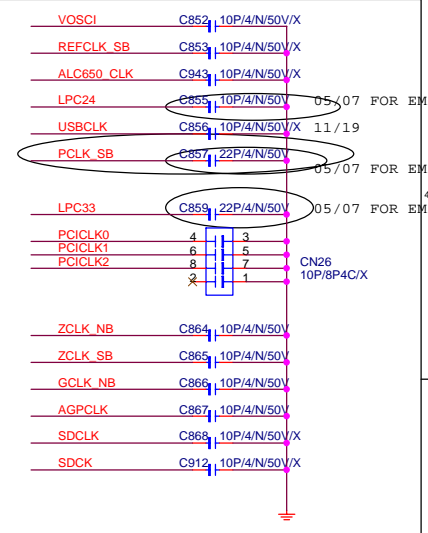 VOSCI C852 10P/4/N/50V/X
REFCLK_SB C853 10P/4/N/50V/X
ALC650_CLK C943 10P/4/N/50V/X
LPC24 C855 10P/4/N/50V 05/07 FOR EM
USBCLK C856 10P/4/N/50V/X 11/19
PCLK_SB C857 22P/4/N/50V
05/07 FOR EM
4
LPC33 C859 22P/4/N/50V 05/07 FOR EM
PCICLK0 4 3
PCICLK1 6 5
PCICLK2 8 7
2 1
CN26
10P/8P4C/X
ZCLK_NB C864 10P/4/N/50V
ZCLK_SB C865 10P/4/N/50V
GCLK_NB C866 10P/4/N/50V
AGPCLK C867 10P/4/N/50V
SDCLK C868 10P/4/N/50V/X
SDCK C912 10P/4/N/50V/X